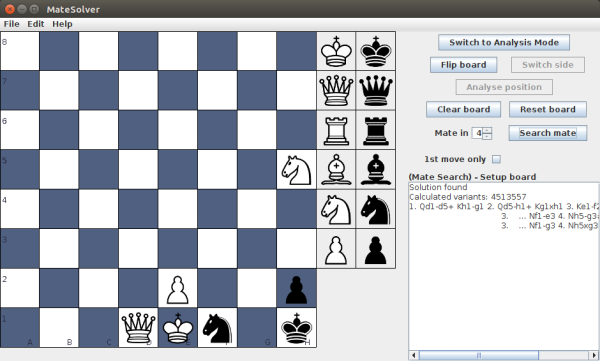 MateSolver
File Edit Help
8
7
6
5
4
3
2
1
A B C D E F G H
Switch to Analysis Mode
Flip board Switch side
Analyse position
Clear board Reset board
Mate in 4 Search mate
1st move only
(Mate Search) - Setup board
Solution found
Calculated variants: 4513557
1. Qd1-d5+ Kh1-g1 2. Qd5-h1+ Kg1xh1 3. Ke1-f2
3. ... Nf1-e3 4. Nh5-g3
3. ... Nf1-g3 4. Nh5xg3